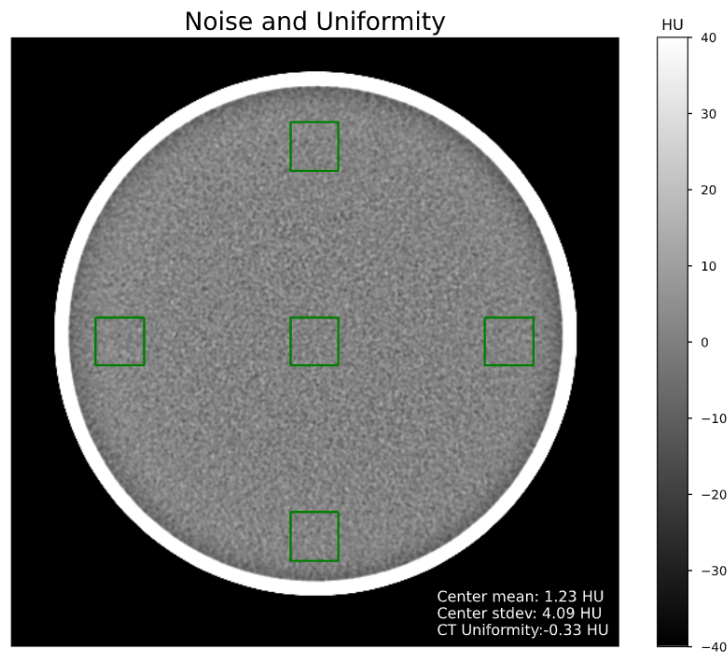 Noise and Uniformity
HU
40
30
20
10
0
−10
−20
−30
−40
Center mean: 1.23 HU
Center stdev: 4.09 HU
CT Uniformity:-0.33 HU